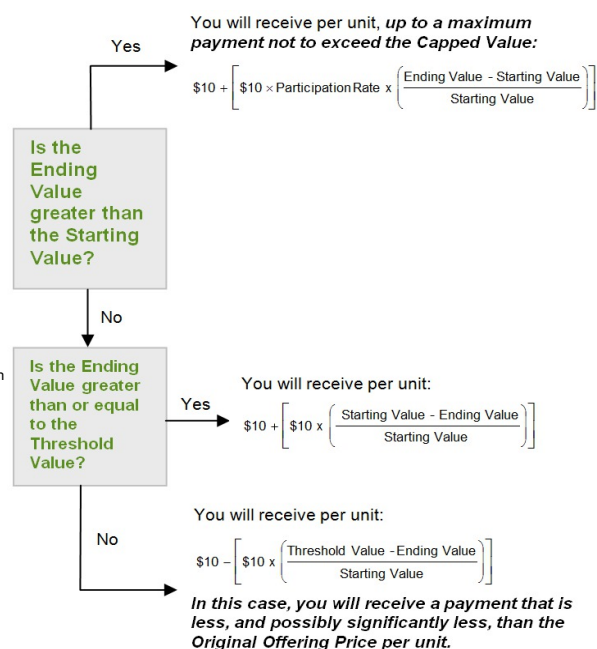 You will receive per unit, up to a maximum
payment not to exceed the Capped Value:
Yes
$10 + [ $10 × Participation Rate x ( Ending Value - Starting Value
Starting Value ) ]
Is the
Ending
Value
greater than
the Starting
Value?
No
n
Is the Ending
Value greater
than or equal
to the
Threshold
Value?
Yes
You will receive per unit:
$10 + [ $10 x ( Starting Value - Ending Value
Starting Value ) ]
No
You will receive per unit:
$10 – [ $10 x ( Threshold Value - Ending Value
Starting Value ) ]
In this case, you will receive a payment that is
less, and possibly significantly less, than the
Original Offering Price per unit.